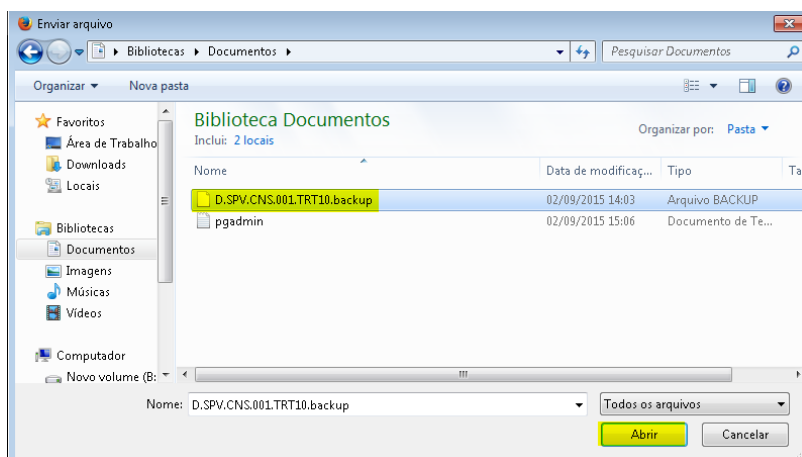 Enviar arquivo
Bibliotecas Documentos
Pesquisar Documentos
Organizar Nova pasta
Favoritos
Área de Trabalho
Downloads
Locais
Bibliotecas
Documentos
Imagens
Músicas
Vídeos
Computador
Novo volume (B:
Biblioteca Documentos
Inclui: 2 locais
Organizar por: Pasta
Nome Data de modificaç... Tipo Ta
D.SPV.CNS.001.TRT10.backup 02/09/2015 14:03 Arquivo BACKUP
pgadmin 02/09/2015 15:06 Documento de Te...
Nome: D.SPV.CNS.001.TRT10.backup Todos os arquivos
Abrir Cancelar